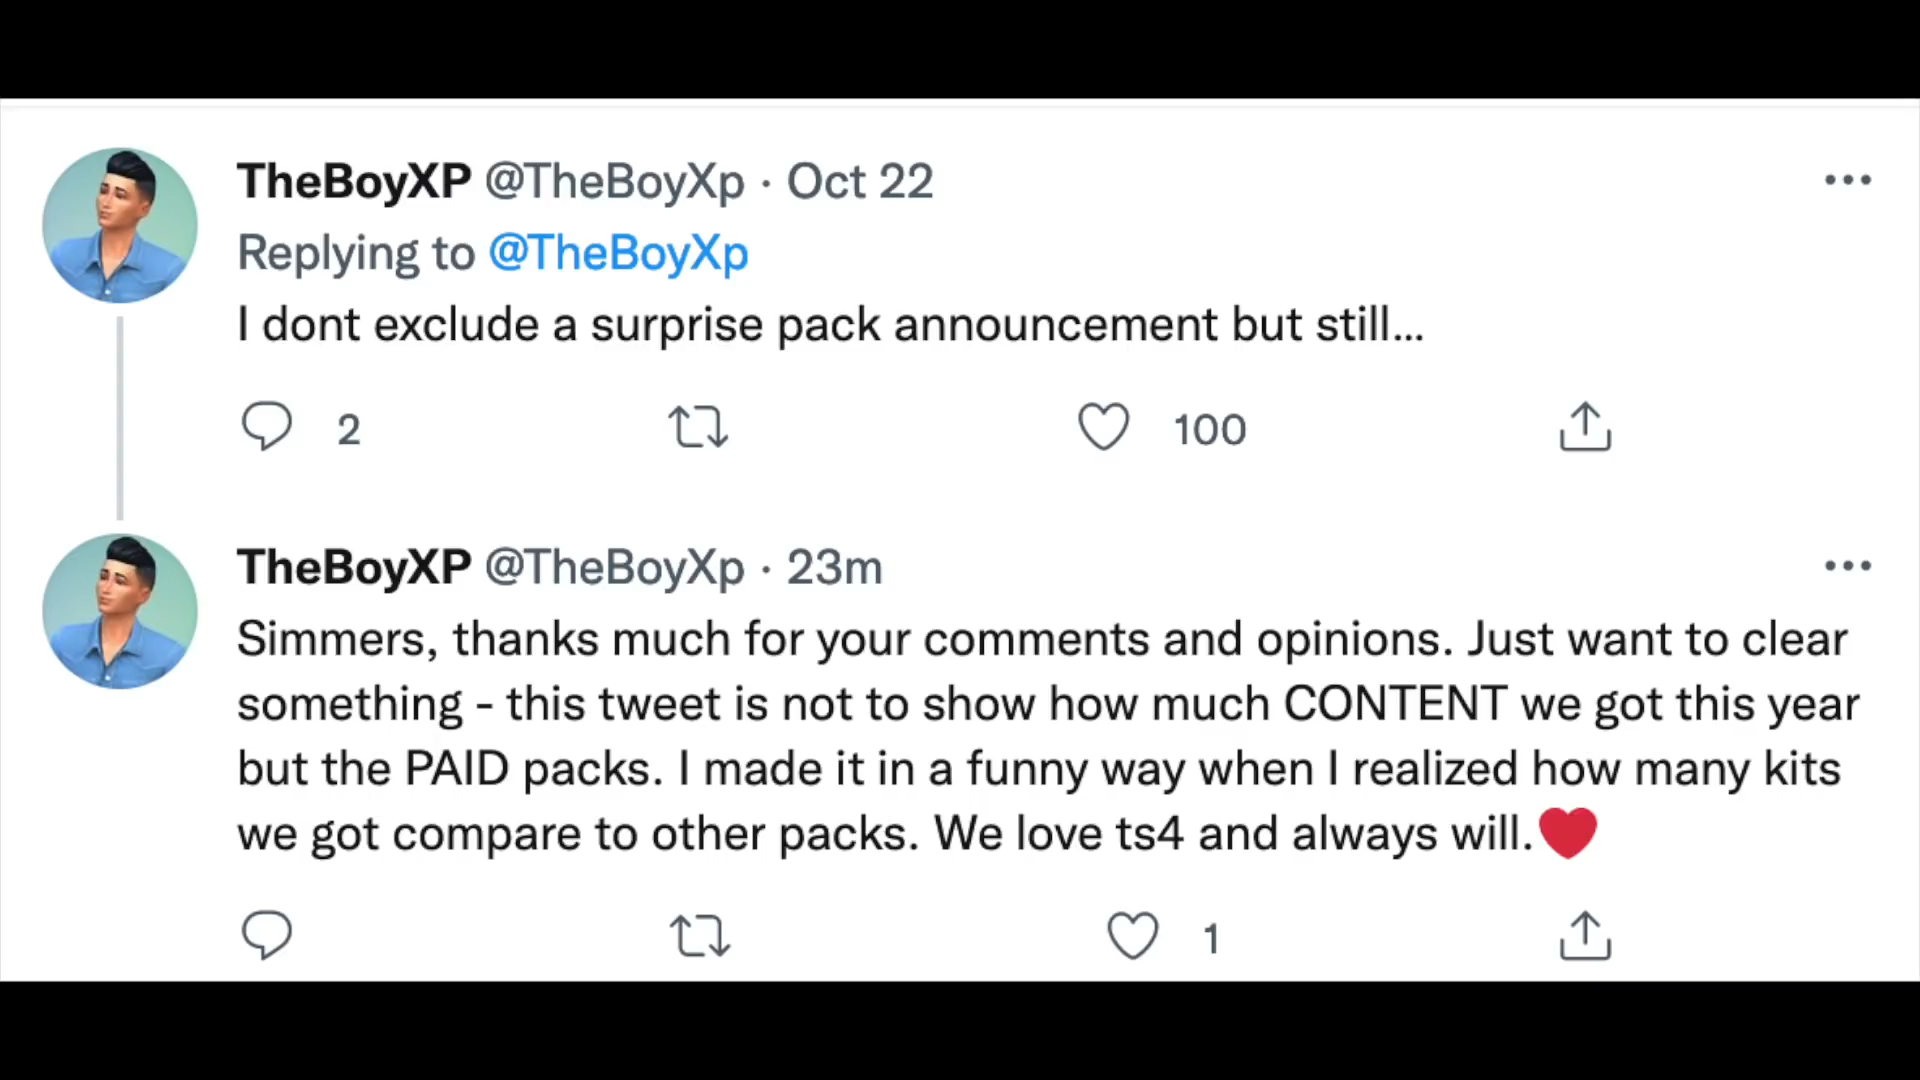 TheBoyXP @TheBoyXp · Oct 22
Replying to @TheBoyXp
I dont exclude a surprise pack announcement but still...
2 100
TheBoyXP @TheBoyXp · 23m
Simmers, thanks much for your comments and opinions. Just want to clear
something - this tweet is not to show how much CONTENT we got this year
but the PAID packs. I made it in a funny way when I realized how many kits
we got compare to other packs. We love ts4 and always will.❤️
1